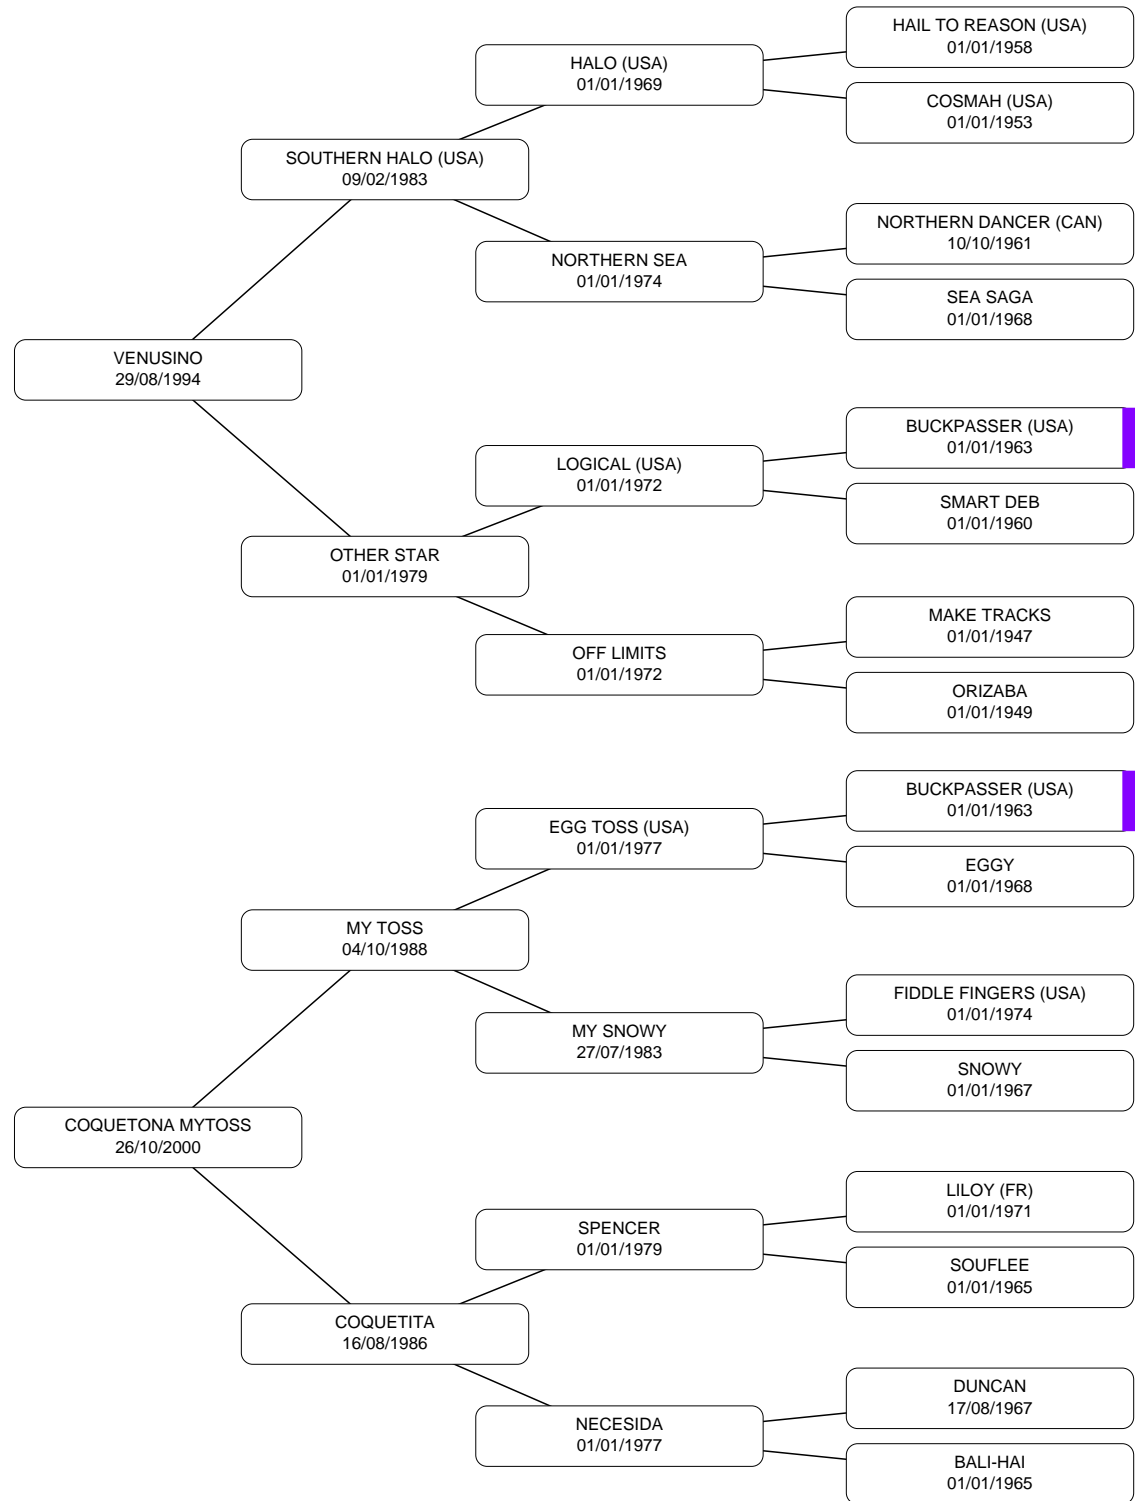 HAIL TO REASON (USA)
01/01/1958
HALO (USA)
01/01/1969
COSMAH (USA)
01/01/1953
SOUTHERN HALO (USA)
09/02/1983
NORTHERN DANCER (CAN)
10/10/1961
NORTHERN SEA
01/01/1974
SEA SAGA
01/01/1968
VENUSINO
29/08/1994
BUCKPASSER (USA)
01/01/1963
LOGICAL (USA)
01/01/1972
SMART DEB
01/01/1960
OTHER STAR
01/01/1979
MAKE TRACKS
01/01/1947
OFF LIMITS
01/01/1972
ORIZABA
01/01/1949
BUCKPASSER (USA)
01/01/1963
EGG TOSS (USA)
01/01/1977
EGGY
01/01/1968
MY TOSS
04/10/1988
FIDDLE FINGERS (USA)
01/01/1974
MY SNOWY
27/07/1983
SNOWY
01/01/1967
COQUETONA MYTOSS
26/10/2000
LILOY (FR)
01/01/1971
SPENCER
01/01/1979
SOUFLEE
01/01/1965
COQUETITA
16/08/1986
DUNCAN
17/08/1967
NECESIDA
01/01/1977
BALI-HAI
01/01/1965